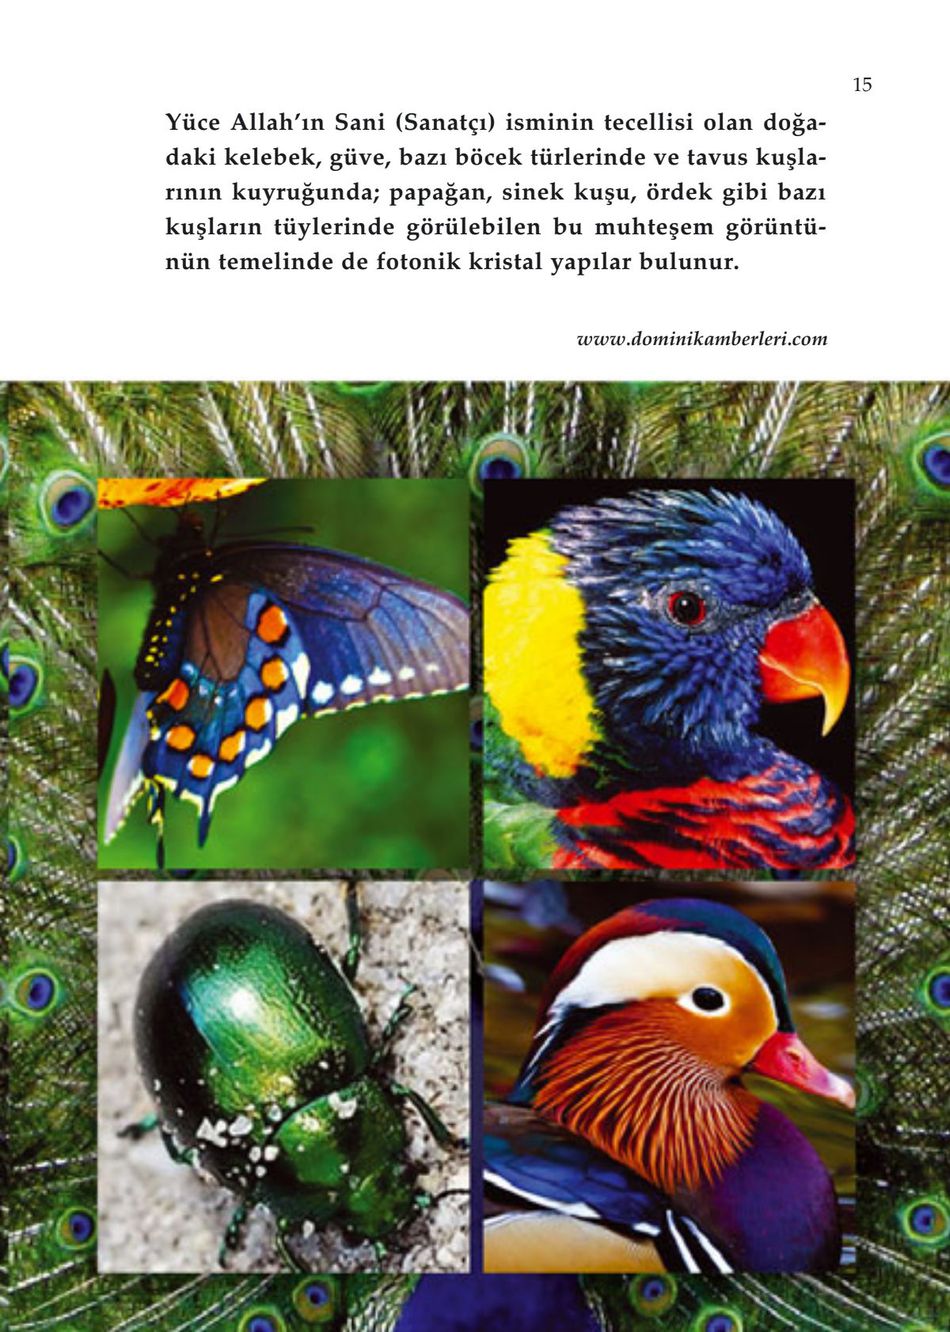 15
Yüce Allah’ın Sani (Sanatçı) isminin tecellisi olan doğa-
daki kelebek, güve, bazı böcek türlerinde ve tavus kuşla-
rının kuyruğunda; papağan, sinek kuşu, ördek gibi bazı
kuşların tüylerinde görülebilen bu muhteşem görüntü-
nün temelinde de fotonik kristal yapılar bulunur.
www.dominikamberleri.com